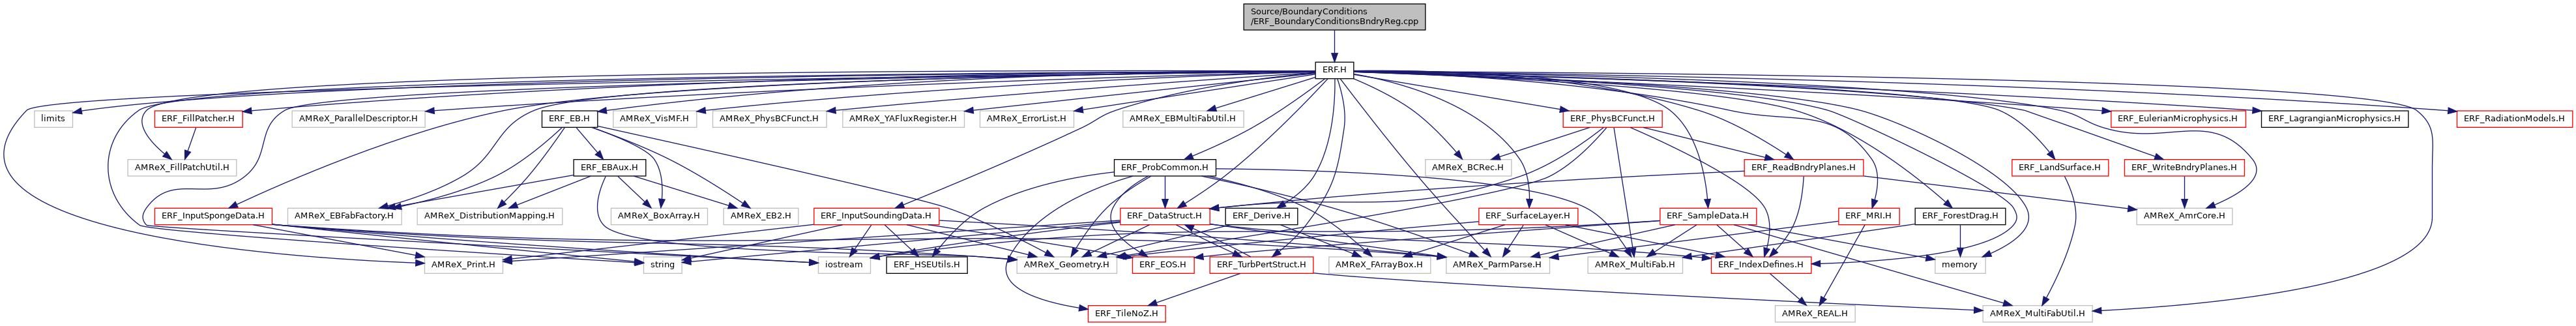 Source/BoundaryConditions
/ERF_BoundaryConditionsBndryReg.cpp
ERF.H
limits
ERF_FillPatcher.H
AMReX_ParallelDescriptor.H
ERF_EB.H
AMReX_VisMF.H
AMReX_PhysBCFunct.H
AMReX_YAFluxRegister.H
AMReX_ErrorList.H
AMReX_EBMultiFabUtil.H
ERF_PhysBCFunct.H
ERF_EulerianMicrophysics.H
ERF_LagrangianMicrophysics.H
ERF_RadiationModels.H
AMReX_FillPatchUtil.H
ERF_EBAux.H
ERF_ProbCommon.H
AMReX_BCRec.H
ERF_ReadBndryPlanes.H
ERF_LandSurface.H
ERF_WriteBndryPlanes.H
ERF_InputSpongeData.H
AMReX_EBFabFactory.H
AMReX_DistributionMapping.H
AMReX_BoxArray.H
AMReX_EB2.H
ERF_InputSoundingData.H
ERF_DataStruct.H
ERF_Derive.H
ERF_SurfaceLayer.H
ERF_SampleData.H
ERF_MRI.H
ERF_ForestDrag.H
AMReX_AmrCore.H
AMReX_Print.H
string
iostream
ERF_HSEUtils.H
AMReX_Geometry.H
ERF_EOS.H
ERF_TurbPertStruct.H
AMReX_FArrayBox.H
AMReX_ParmParse.H
AMReX_MultiFab.H
ERF_IndexDefines.H
memory
ERF_TileNoZ.H
AMReX_REAL.H
AMReX_MultiFabUtil.H